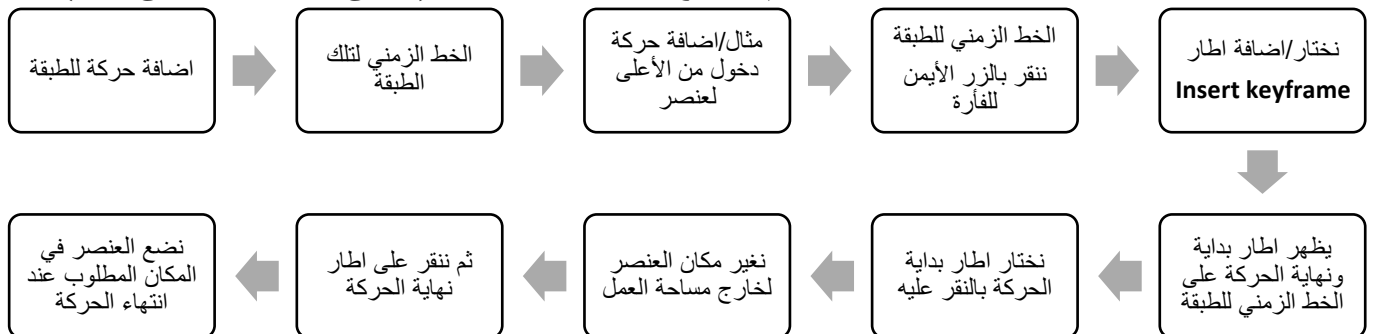 اضافة حركة للطبقة
الخط الزمني لتلك
الطبقة
مثال/اضافة حركة
دخول من الأعلى
لعنصر
الخط الزمني للطبقة
ننقر بالزر الأيمن
للفأرة
نختار/اضافة اطار
Insert keyframe
يظهر اطار بداية
ونهاية الحركة على
الخط الزمني للطبقة
نختار اطار بداية
الحركة بالنقر عليه
نغير مكان العنصر
لخارج مساحة العمل
ثم ننقر على اطار
نهاية الحركة
نضع العنصر في
المكان المطلوب عند
انتهاء الحركة